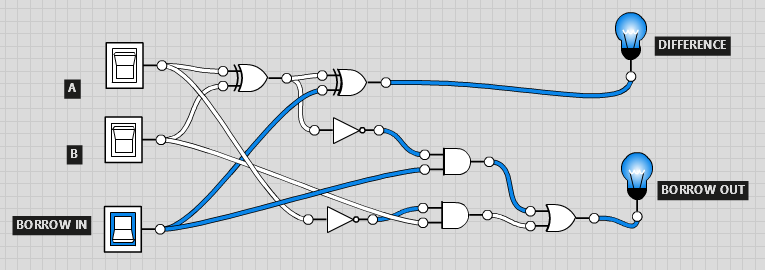 DIFFERENCE
A
B
BORROW OUT
BORROW IN